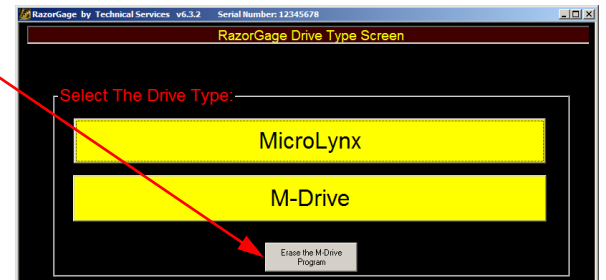 RazorGage by Technical Services v6.3.2 Serial Number: 12345678
RazorGage Drive Type Screen
Select The Drive Type:
MicroLynx
M-Drive
Erase the M-Drive
Program